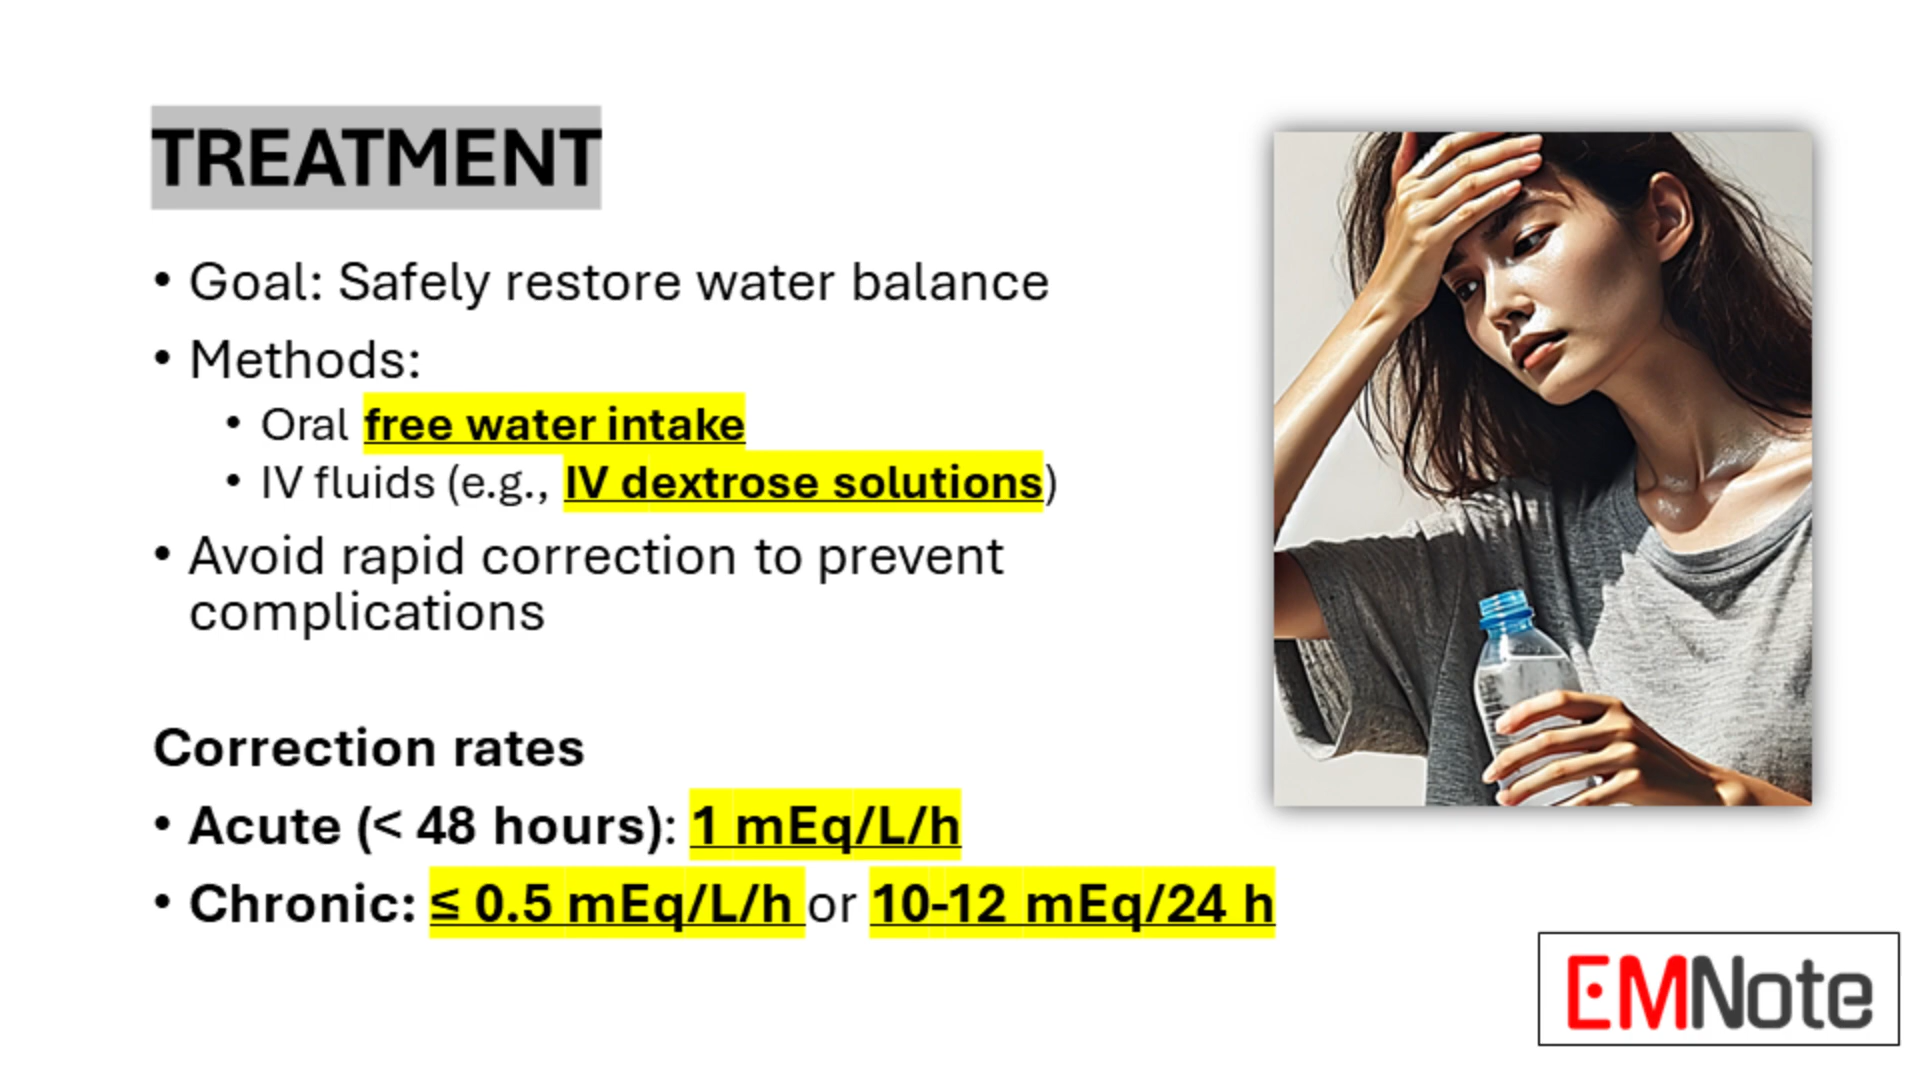 TREATMENT
• Goal: Safely restore water balance
• Methods:
• Oral free water intake
• IV fluids (e.g., IV dextrose solutions)
• Avoid rapid correction to prevent
complications
Correction rates
• Acute (< 48 hours): 1 mEq/L/h
• Chronic: ≤ 0.5 mEq/L/h or 10-12 mEq/24 h
EMNote